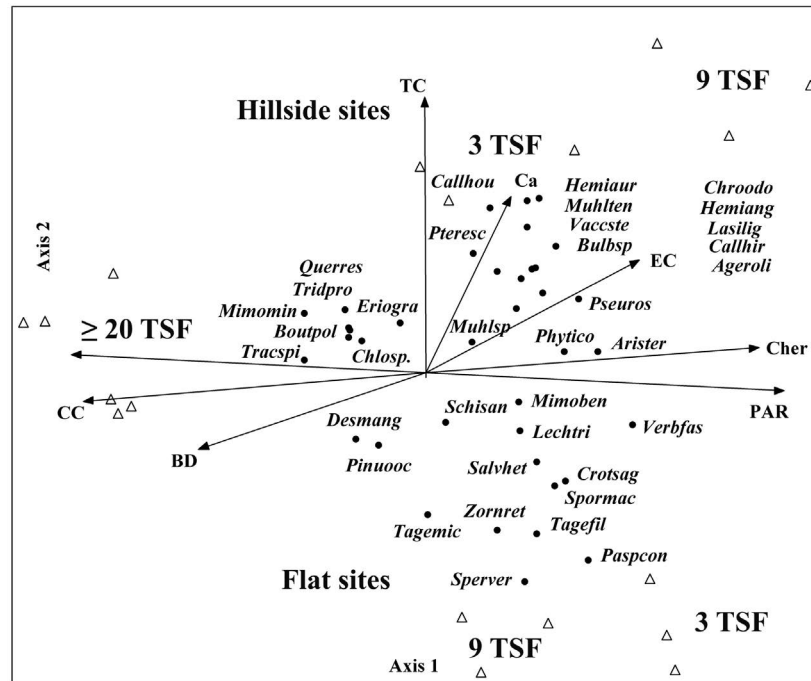 9 TSF
TC
Hillside sites
3 TSF
Callhou
Ca
Hemiaur
Chroodo
Muhlten
Hemiang
Vaccste
Lasilig
Pteresc
Bulbsp
Callhir
Axis 2
EC
Ageroli
Querres
Tridpro
Mimomin
Eriogra
Pseuros
≥ 20 TSF
Boutpol
Muhlsp
Phytico
Arister
Cher
Tracspi
Chlosp.
CC
Schisan
Mimoben
PAR
Desmang
Lechtri
Verbfas
BD
Pinuooc
Salvhet
Crotsag
Spormac
Zornret
Tagemic
Tagefil
Paspcon
Flat sites
Sperver
3 TSF
9 TSF
Axis 1